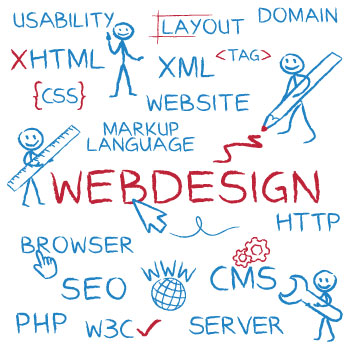 USABILITY
LAYOUT
DOMAIN
XHTML
XML
<TAG>
{CSS}
WEBSITE
MARKUP
LANGUAGE
WEBDESIGN
HTTP
BROWSER
WWW
SEO
CMS
PHP
W3C
SERVER